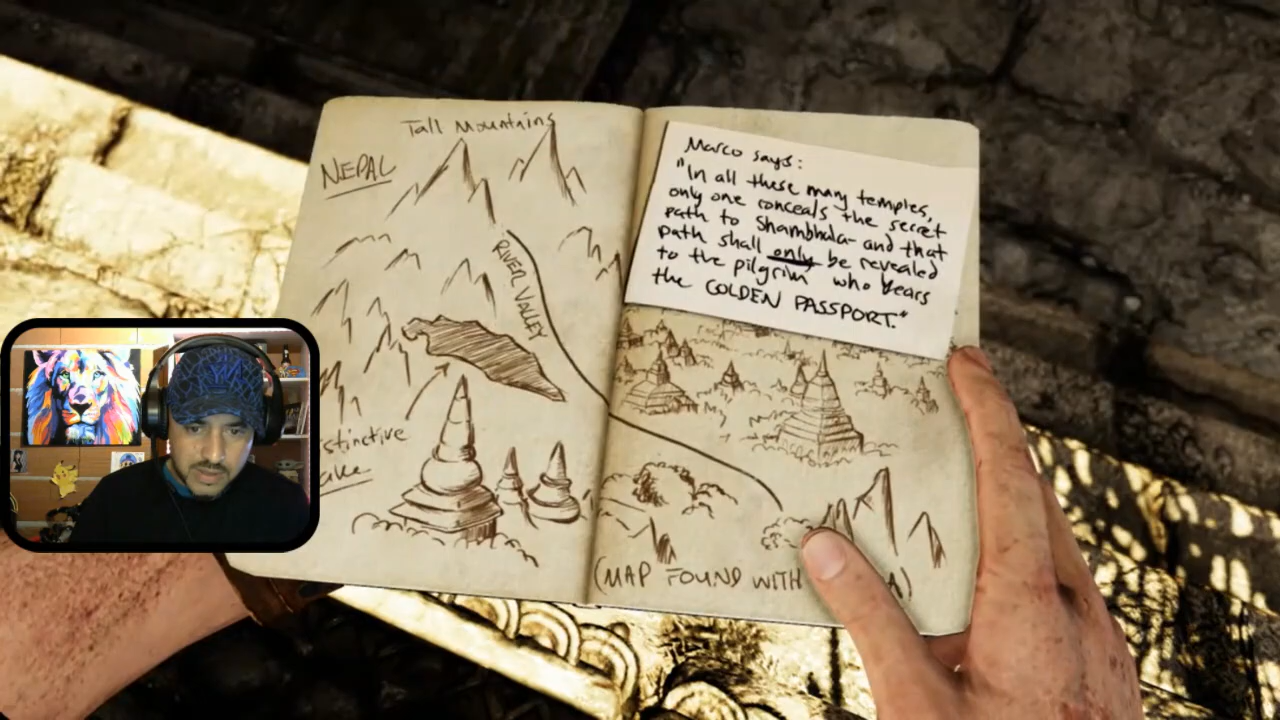 Tall Mountains
NEPAL
RIVER VALLEY
Marco says:
"In all these many temples,
only one conceals the secret
path to Shambhala- and that
path shall only be revealed
to the pilgrim who bears
the GOLDEN PASSPORT."
(MAP FOUND WITH